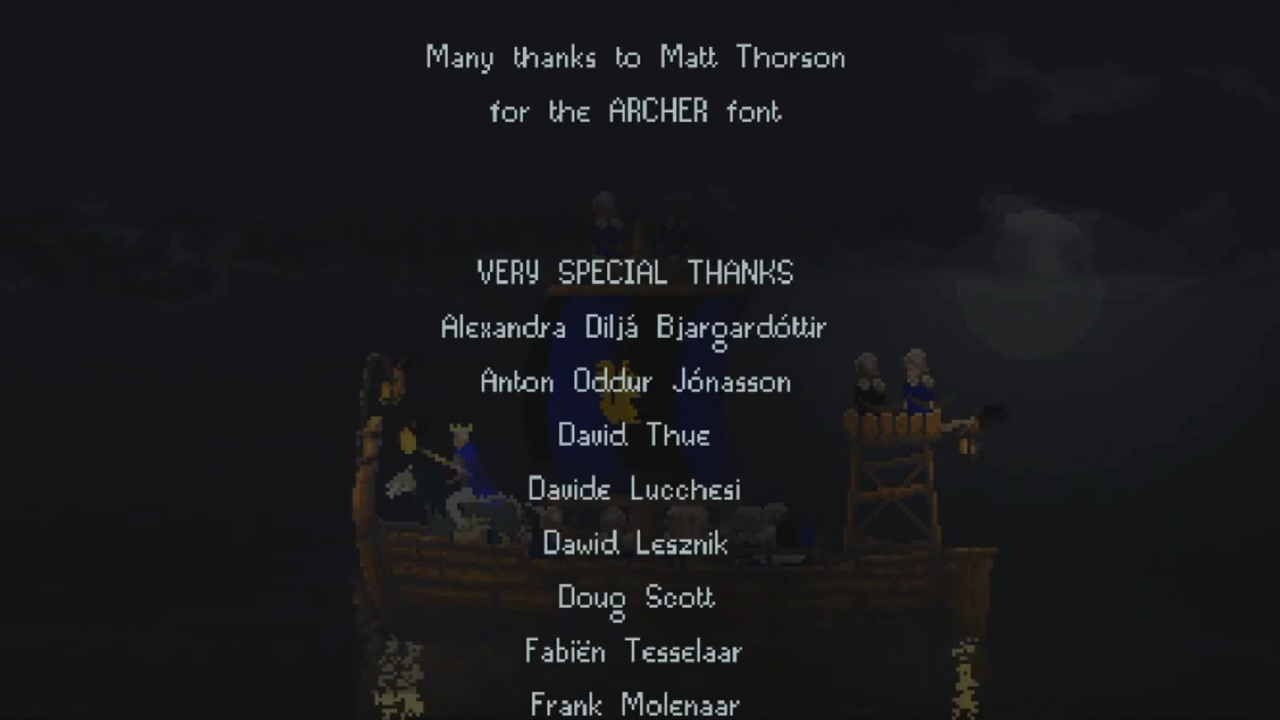 Many thanks to Matt Thorson
for the ARCHER font
VERY SPECIAL THANKS
Alexandra Diljá Bjargardóttir
Anton Oddur Jónasson
David Thue
Davide Lucchesi
Dawid Lesznik
Doug Scott
Fabiën Tesselaar
Frank Molenaar